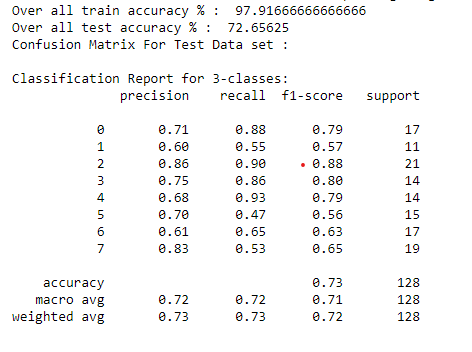 Over all train accuracy % :  97.91666666666666
Over all test accuracy % :  72.65625
Confusion Matrix For Test Data set :
Classification Report for 3-classes:
precision recall f1-score support
0 0.71 0.88 0.79 17
1 0.60 0.55 0.57 11
2 0.86 0.90 0.88 21
3 0.75 0.86 0.80 14
4 0.68 0.93 0.79 14
5 0.70 0.47 0.56 15
6 0.61 0.65 0.63 17
7 0.83 0.53 0.65 19
accuracy 0.73 128
macro avg 0.72 0.72 0.71 128
weighted avg 0.73 0.73 0.72 128